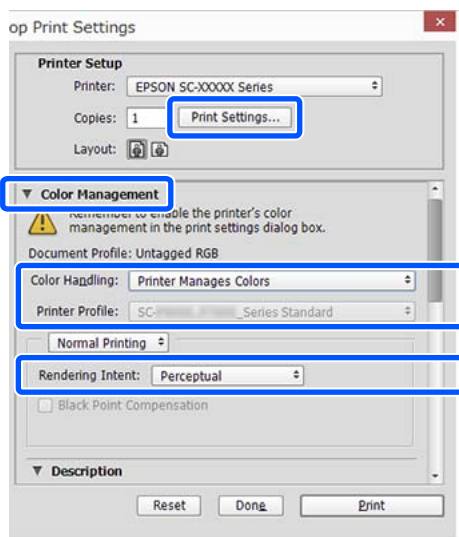 op Print Settings
Printer Setup
Printer: EPSON SC-XXXXX Series
Copies: 1 Print Settings...
Layout:
Color Management
Remember to enable the printer's color
management in the print settings dialog box.
Document Profile: Untagged RGB
Color Handling: Printer Manages Colors
Printer Profile: SC- _Series Standard
Normal Printing
Rendering Intent: Perceptual
Black Point Compensation
Description
Reset Done Print